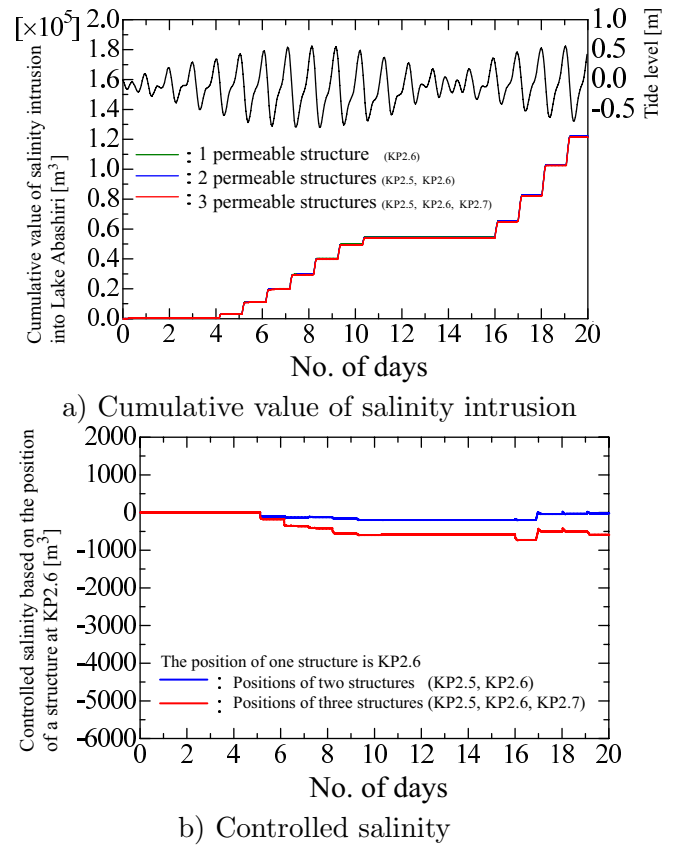 [×10⁵]
2.0
1.8
1.6
1.4
1.2
1.0
0.8
0.6
0.4
0.2
0.0
Cumulative value of salinity intrusion
into Lake Abashiri [m³]
1.0
0.5
0.0
-0.5
Tide level [m]
: 1 permeable structure (KP2.6)
: 2 permeable structures (KP2.5, KP2.6)
: 3 permeable structures (KP2.5, KP2.6, KP2.7)
0 2 4 6 8 10 12 14 16 18 20
No. of days
a) Cumulative value of salinity intrusion
2000
1000
0
-1000
-2000
-3000
-4000
-5000
-6000
Controlled salinity based on the position
of a structure at KP2.6 [m³]
The position of one structure is KP2.6
: Positions of two structures (KP2.5, KP2.6)
: Positions of three structures (KP2.5, KP2.6, KP2.7)
0 2 4 6 8 10 12 14 16 18 20
No. of days
b) Controlled salinity